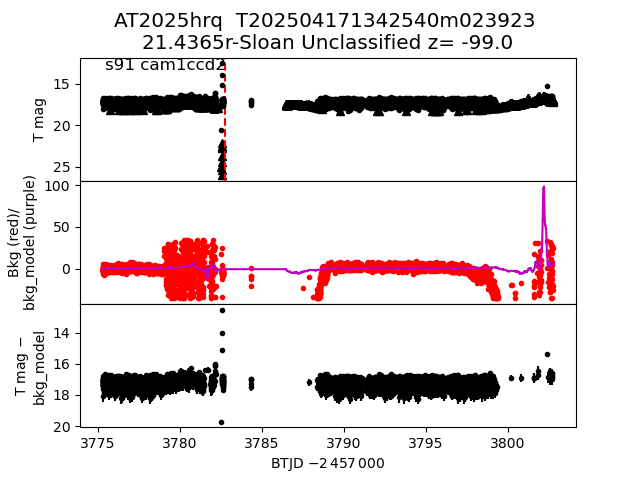 AT2025hrq  T202504171342540m023923
21.4365r-Sloan Unclassified z= -99.0
s91 cam1ccd2
15
20
25
T mag
100
50
0
Bkg (red)/
bkg_model (purple)
14
16
18
20
T mag −
bkg_model
3775
3780
3785
3790
3795
3800
BTJD −2 457 000